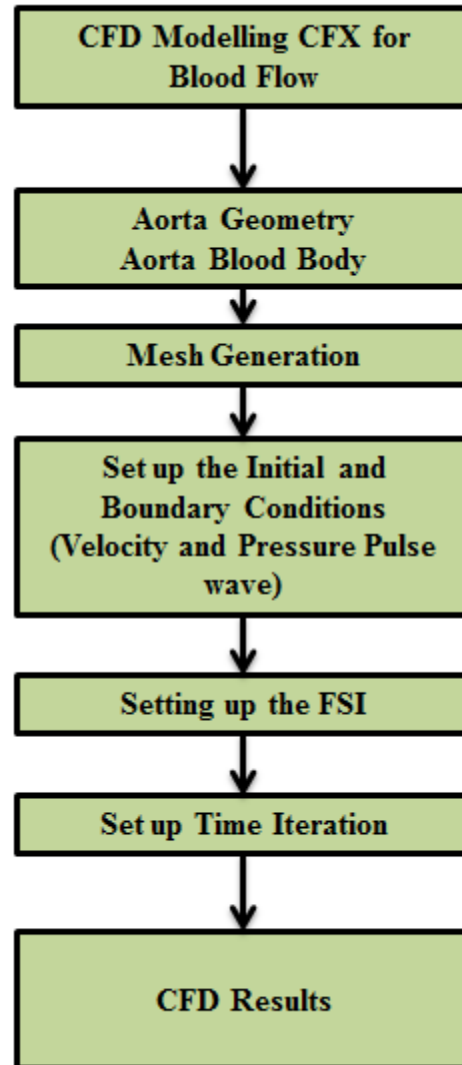 CFD Modelling CFX for
Blood Flow
Aorta Geometry
Aorta Blood Body
Mesh Generation
Set up the Initial and
Boundary Conditions
(Velocity and Pressure Pulse
wave)
Setting up the FSI
Set up Time Iteration
CFD Results